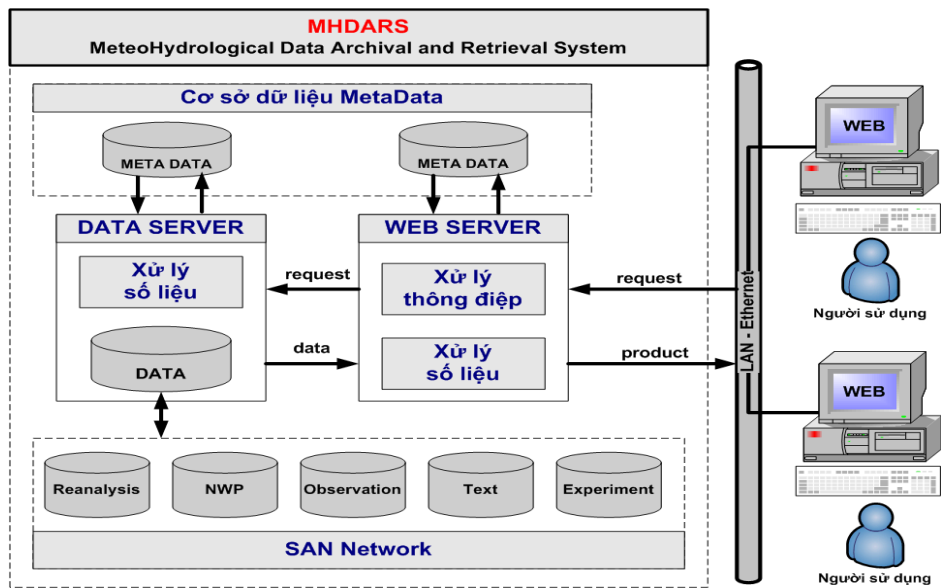 MHDARS
MeteoHydrological Data Archival and Retrieval System
Cơ sở dữ liệu MetaData
META DATA
META DATA
DATA SERVER
WEB SERVER
Xử lý
số liệu
request
Xử lý
thông điệp
request
DATA
data
Xử lý
số liệu
product
Reanalysis
NWP
Observation
Text
Experiment
SAN Network
LAN - Ethernet
WEB
Người sử dụng
WEB
Người sử dụng